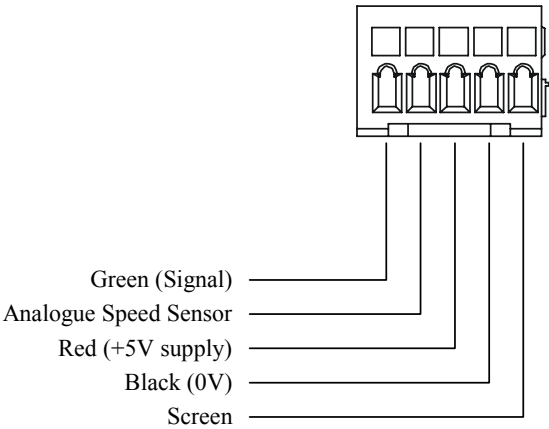 Green (Signal)
Analogue Speed Sensor
Red (+5V supply)
Black (0V)
Screen